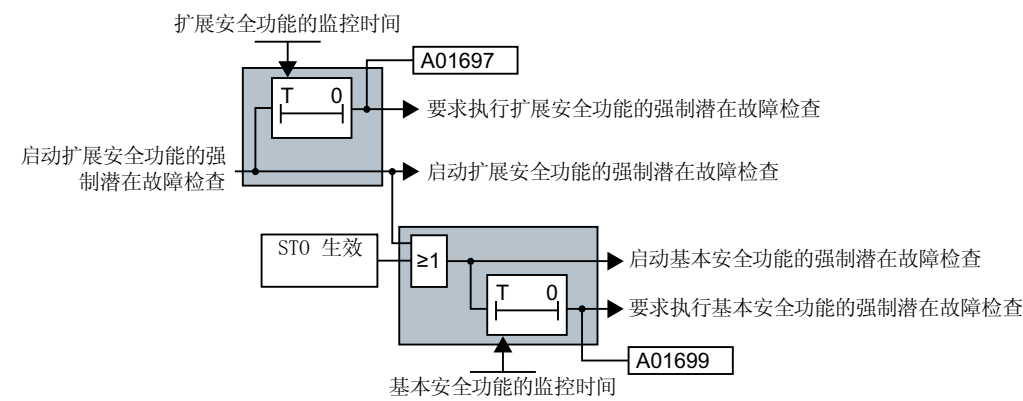 扩展安全功能的监控时间
A01697
T 0
要求执行扩展安全功能的强制潜在故障检查
启动扩展安全功能的强
制潜在故障检查
启动扩展安全功能的强制潜在故障检查
STO 生效
≥1
启动基本安全功能的强制潜在故障检查
T 0
要求执行基本安全功能的强制潜在故障检查
A01699
基本安全功能的监控时间